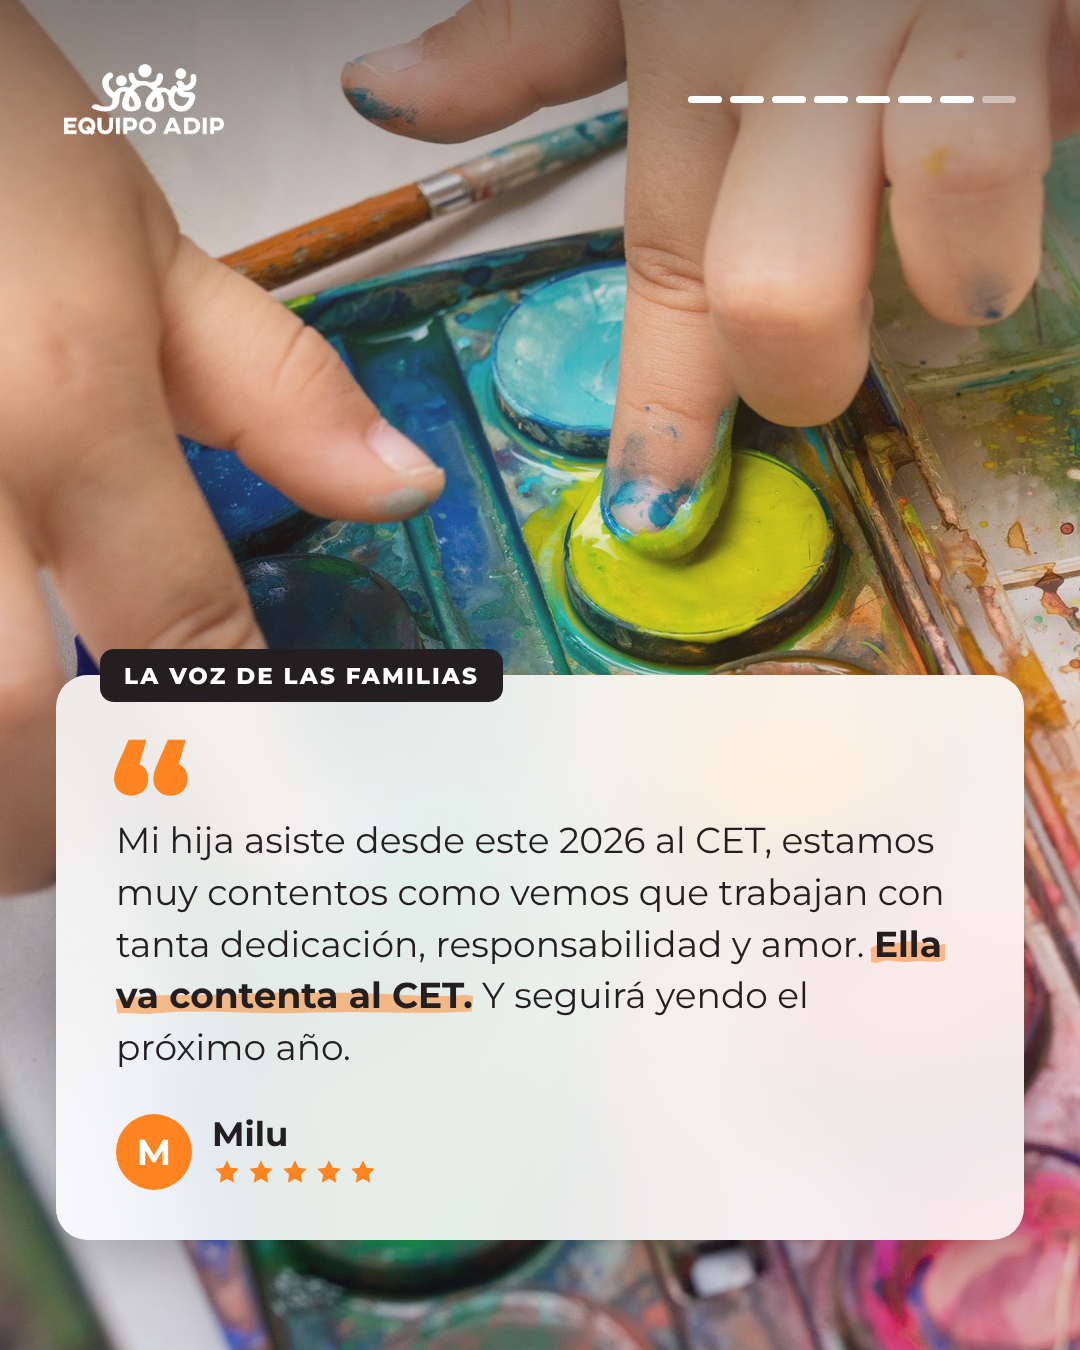 EQUIPO ADIP
LA VOZ DE LAS FAMILIAS
“
Mi hija asiste desde este 2026 al CET, estamos
muy contentos como vemos que trabajan con
tanta dedicación, responsabilidad y amor. Ella
va contenta al CET. Y seguirá yendo el
próximo año.
M
Milu